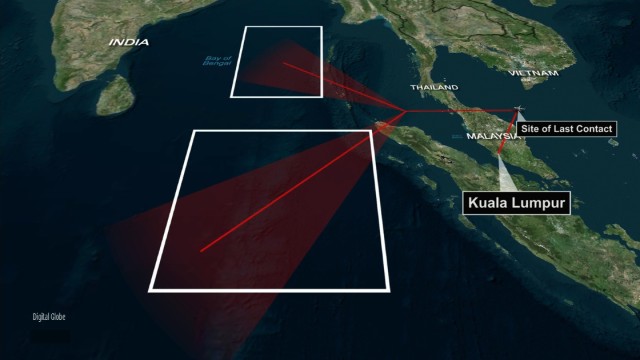 INDIA
Bay of
Bengal
THAILAND
VIETNAM
Site of Last Contact
MALAYSIA
Kuala Lumpur
Digital Globe